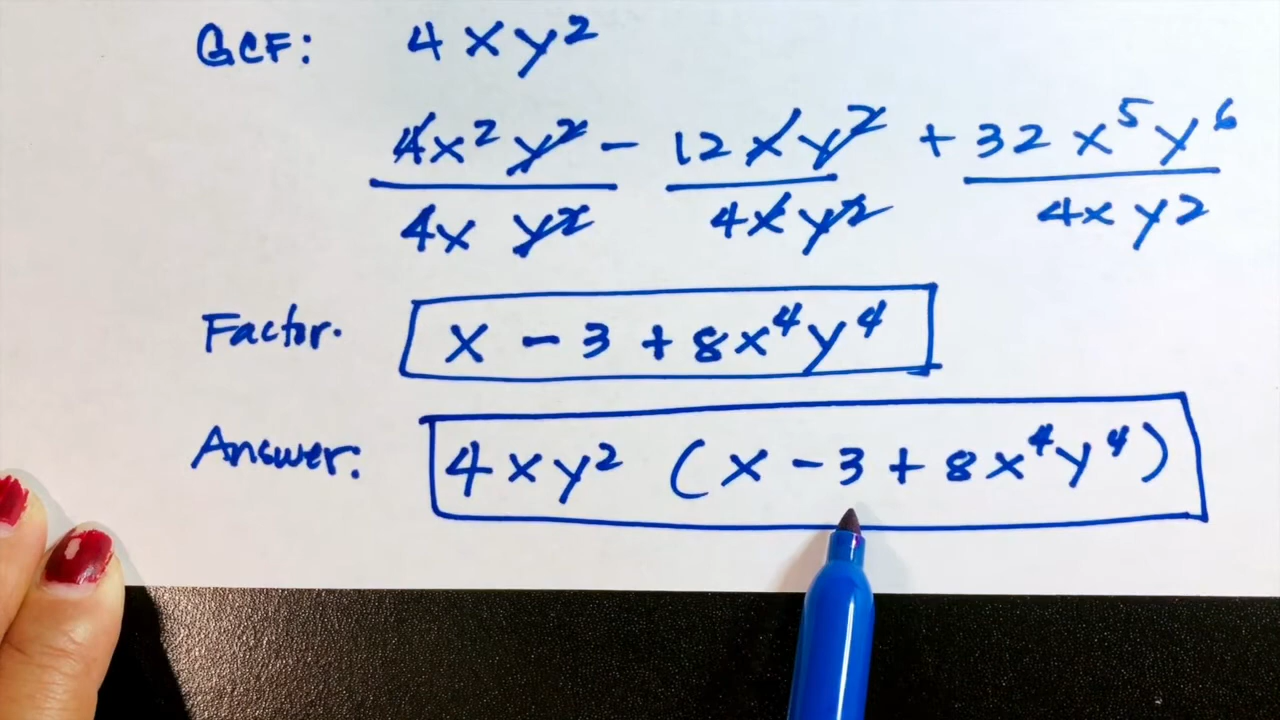 GCF: 4xy²
4x²y² - 12xy² + 32x⁵y⁶
4xy² 4xy² 4xy²
Factor. x - 3 + 8x⁴y⁴
Answer: 4xy² (x - 3 + 8x⁴y⁴)